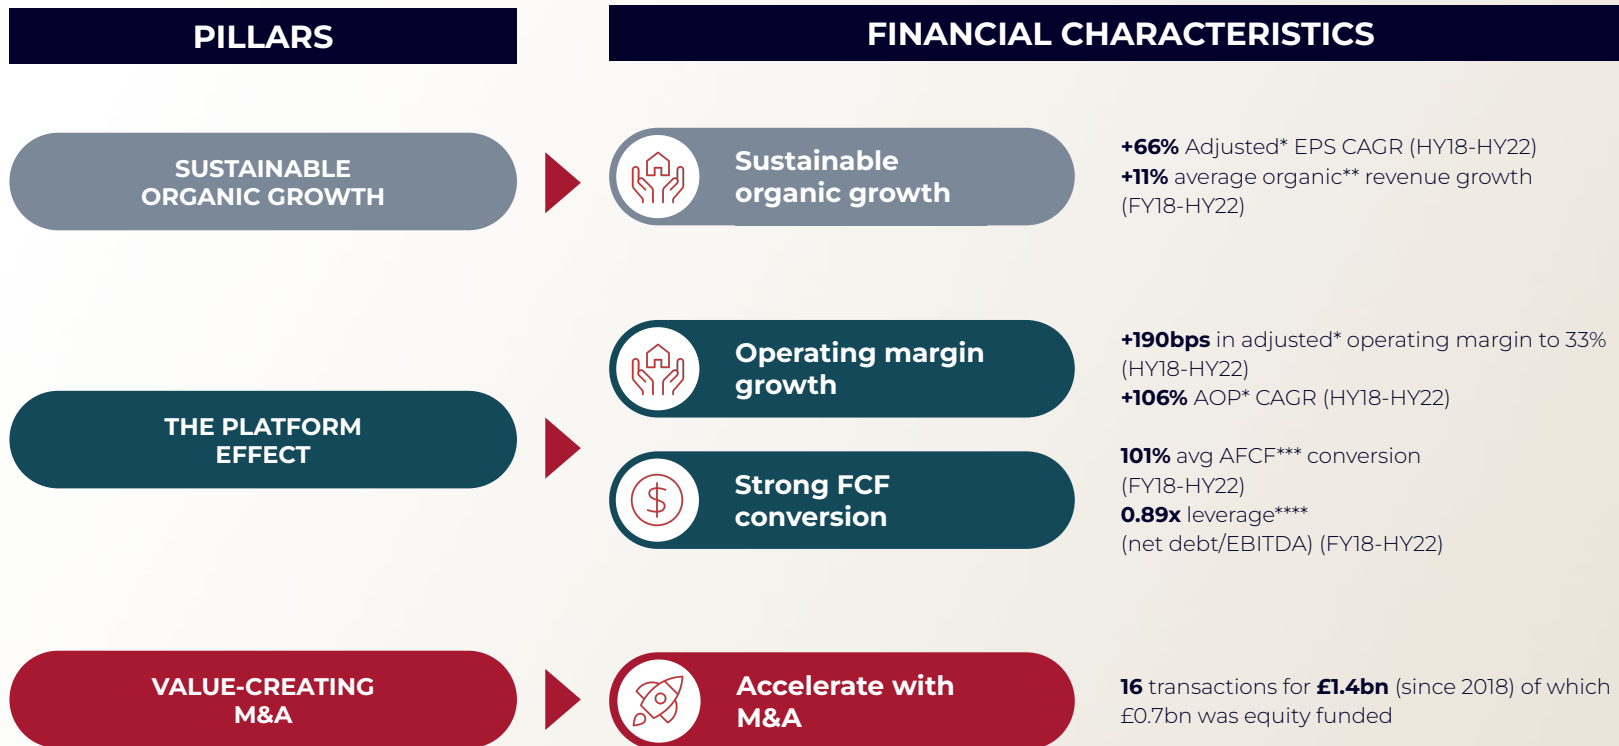 PILLARS
FINANCIAL CHARACTERISTICS
SUSTAINABLE
ORGANIC GROWTH
Sustainable
organic growth
+66% Adjusted* EPS CAGR (HY18-HY22)
+11% average organic** revenue growth
(FY18-HY22)
THE PLATFORM
EFFECT
Operating margin
growth
+190bps in adjusted* operating margin to 33%
(HY18-HY22)
+106% AOP* CAGR (HY18-HY22)
Strong FCF
conversion
101% avg AFCF*** conversion
(FY18-HY22)
0.89x leverage****
(net debt/EBITDA) (FY18-HY22)
VALUE-CREATING
M&A
Accelerate with
M&A
16 transactions for £1.4bn (since 2018) of which
£0.7bn was equity funded